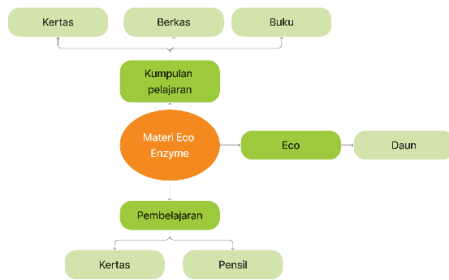 Kertas
Berkas
Buku
Kumpulan
pelajaran
Materi Eco
Enzyme
Eco
Daun
Pembelajaran
Kertas
Pensil